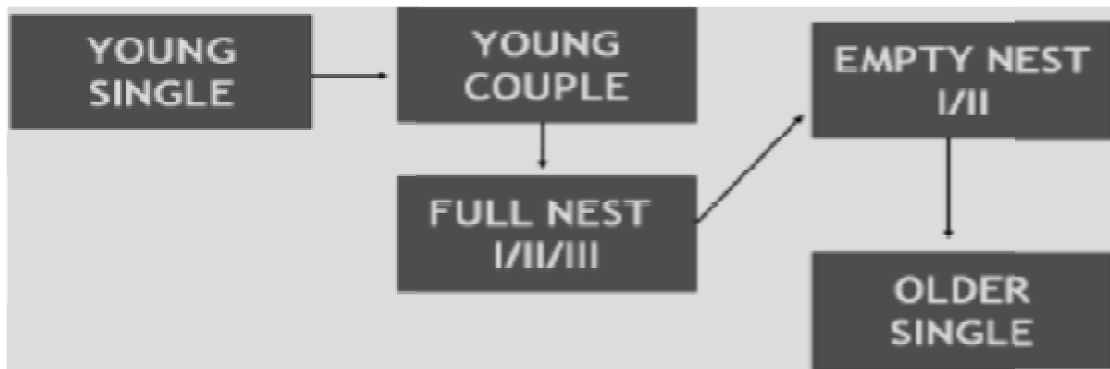 YOUNG
SINGLE
YOUNG
COUPLE
FULL NEST
I/II/III
EMPTY NEST
I/II
OLDER
SINGLE